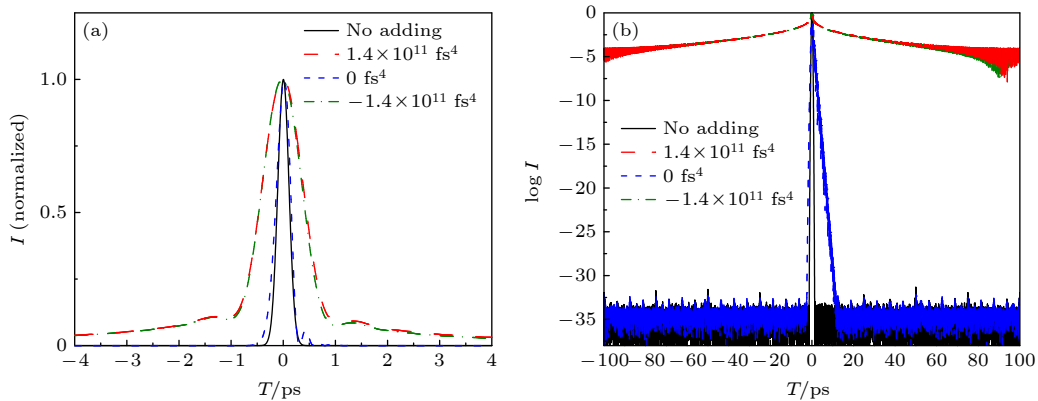 (a)
No adding
1.4×10¹¹ fs⁴
0 fs⁴
−1.4×10¹¹ fs⁴
I (normalized)
1.0
0.5
0
−4 −3 −2 −1 0 1 2 3 4
T/ps
(b)
0
−5
−10
−15
−20
−25
−30
−35
log I
No adding
1.4×10¹¹ fs⁴
0 fs⁴
−1.4×10¹¹ fs⁴
−100 −80 −60 −40 −20 0 20 40 60 80 100
T/ps